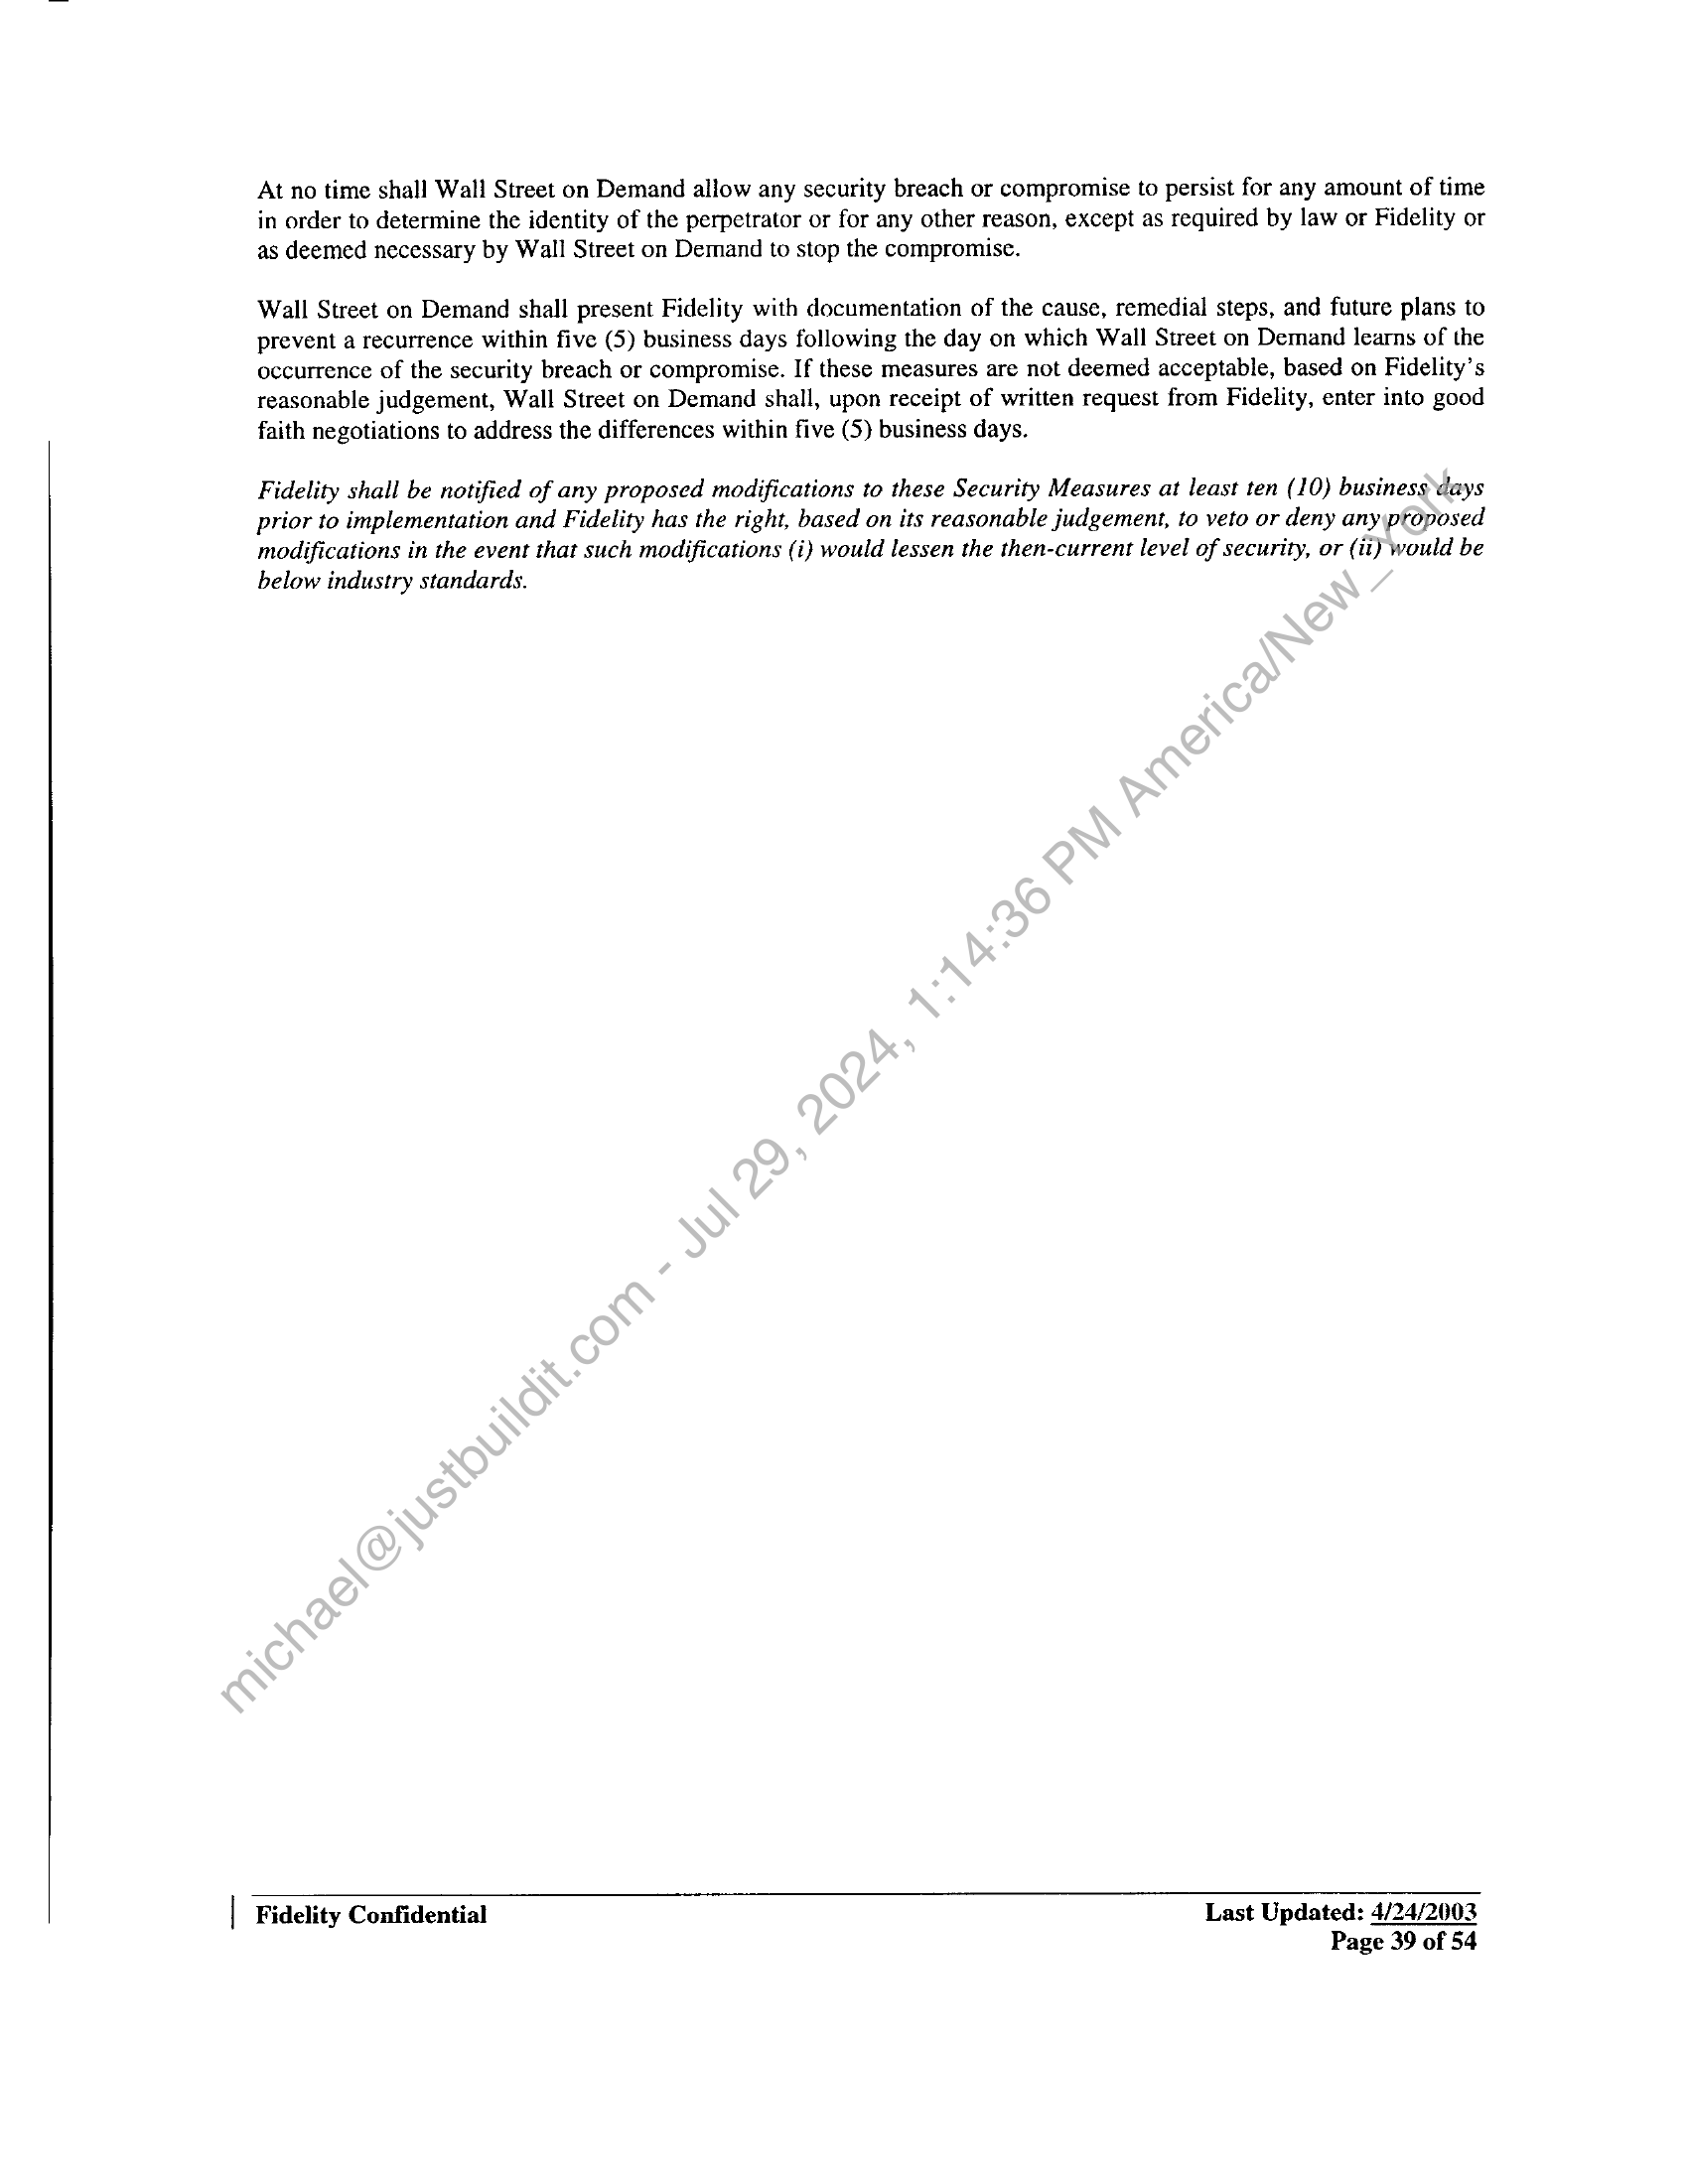 At no time shall Wall Street on Demand allow any security breach or compromise to persist for any amount of time
in order to determine the identity of the perpetrator or for any other reason, except as required by law or Fidelity or
as deemed necessary by Wall Street on Demand to stop the compromise.
Wall Street on Demand shall present Fidelity with documentation of the cause, remedial steps, and future plans to
prevent a recurrence within five (5) business days following the day on which Wall Street on Demand learns of the
occurrence of the security breach or compromise. If these measures are not deemed acceptable, based on Fidelity's
reasonable judgement, Wall Street on Demand shall, upon receipt of written request from Fidelity, enter into good
faith negotiations to address the differences within five (5) business days.
Fidelity shall be notified of any proposed modifications to these Security Measures at least ten (10) business days
prior to implementation and Fidelity has the right, based on its reasonable judgement, to veto or deny any proposed
modifications in the event that such modifications (i) would lessen the then-current level of security, or (ii) would be
below industry standards.
michael@justbuildit.com - Jul 29, 2024, 1:14:36 PM America/New_York
Fidelity Confidential
Last Updated: 4/24/2003
Page 39 of 54